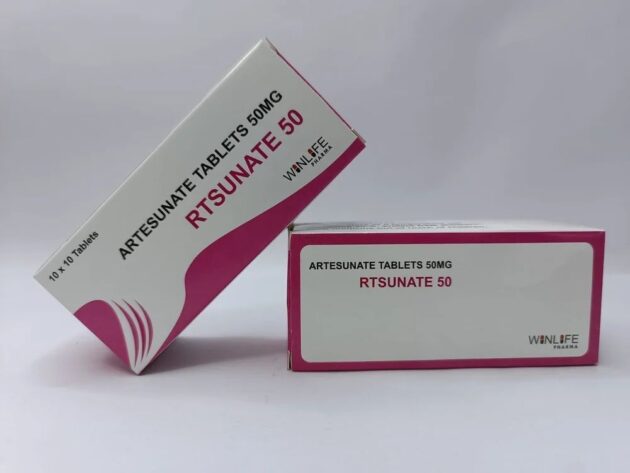 10 x 10 Tablets
ARTESUNATE TABLETS 50MG
RTSUNATE 50
WINLIFE
PHARMA
ARTESUNATE TABLETS 50MG
RTSUNATE 50
WINLIFE
PHARMA